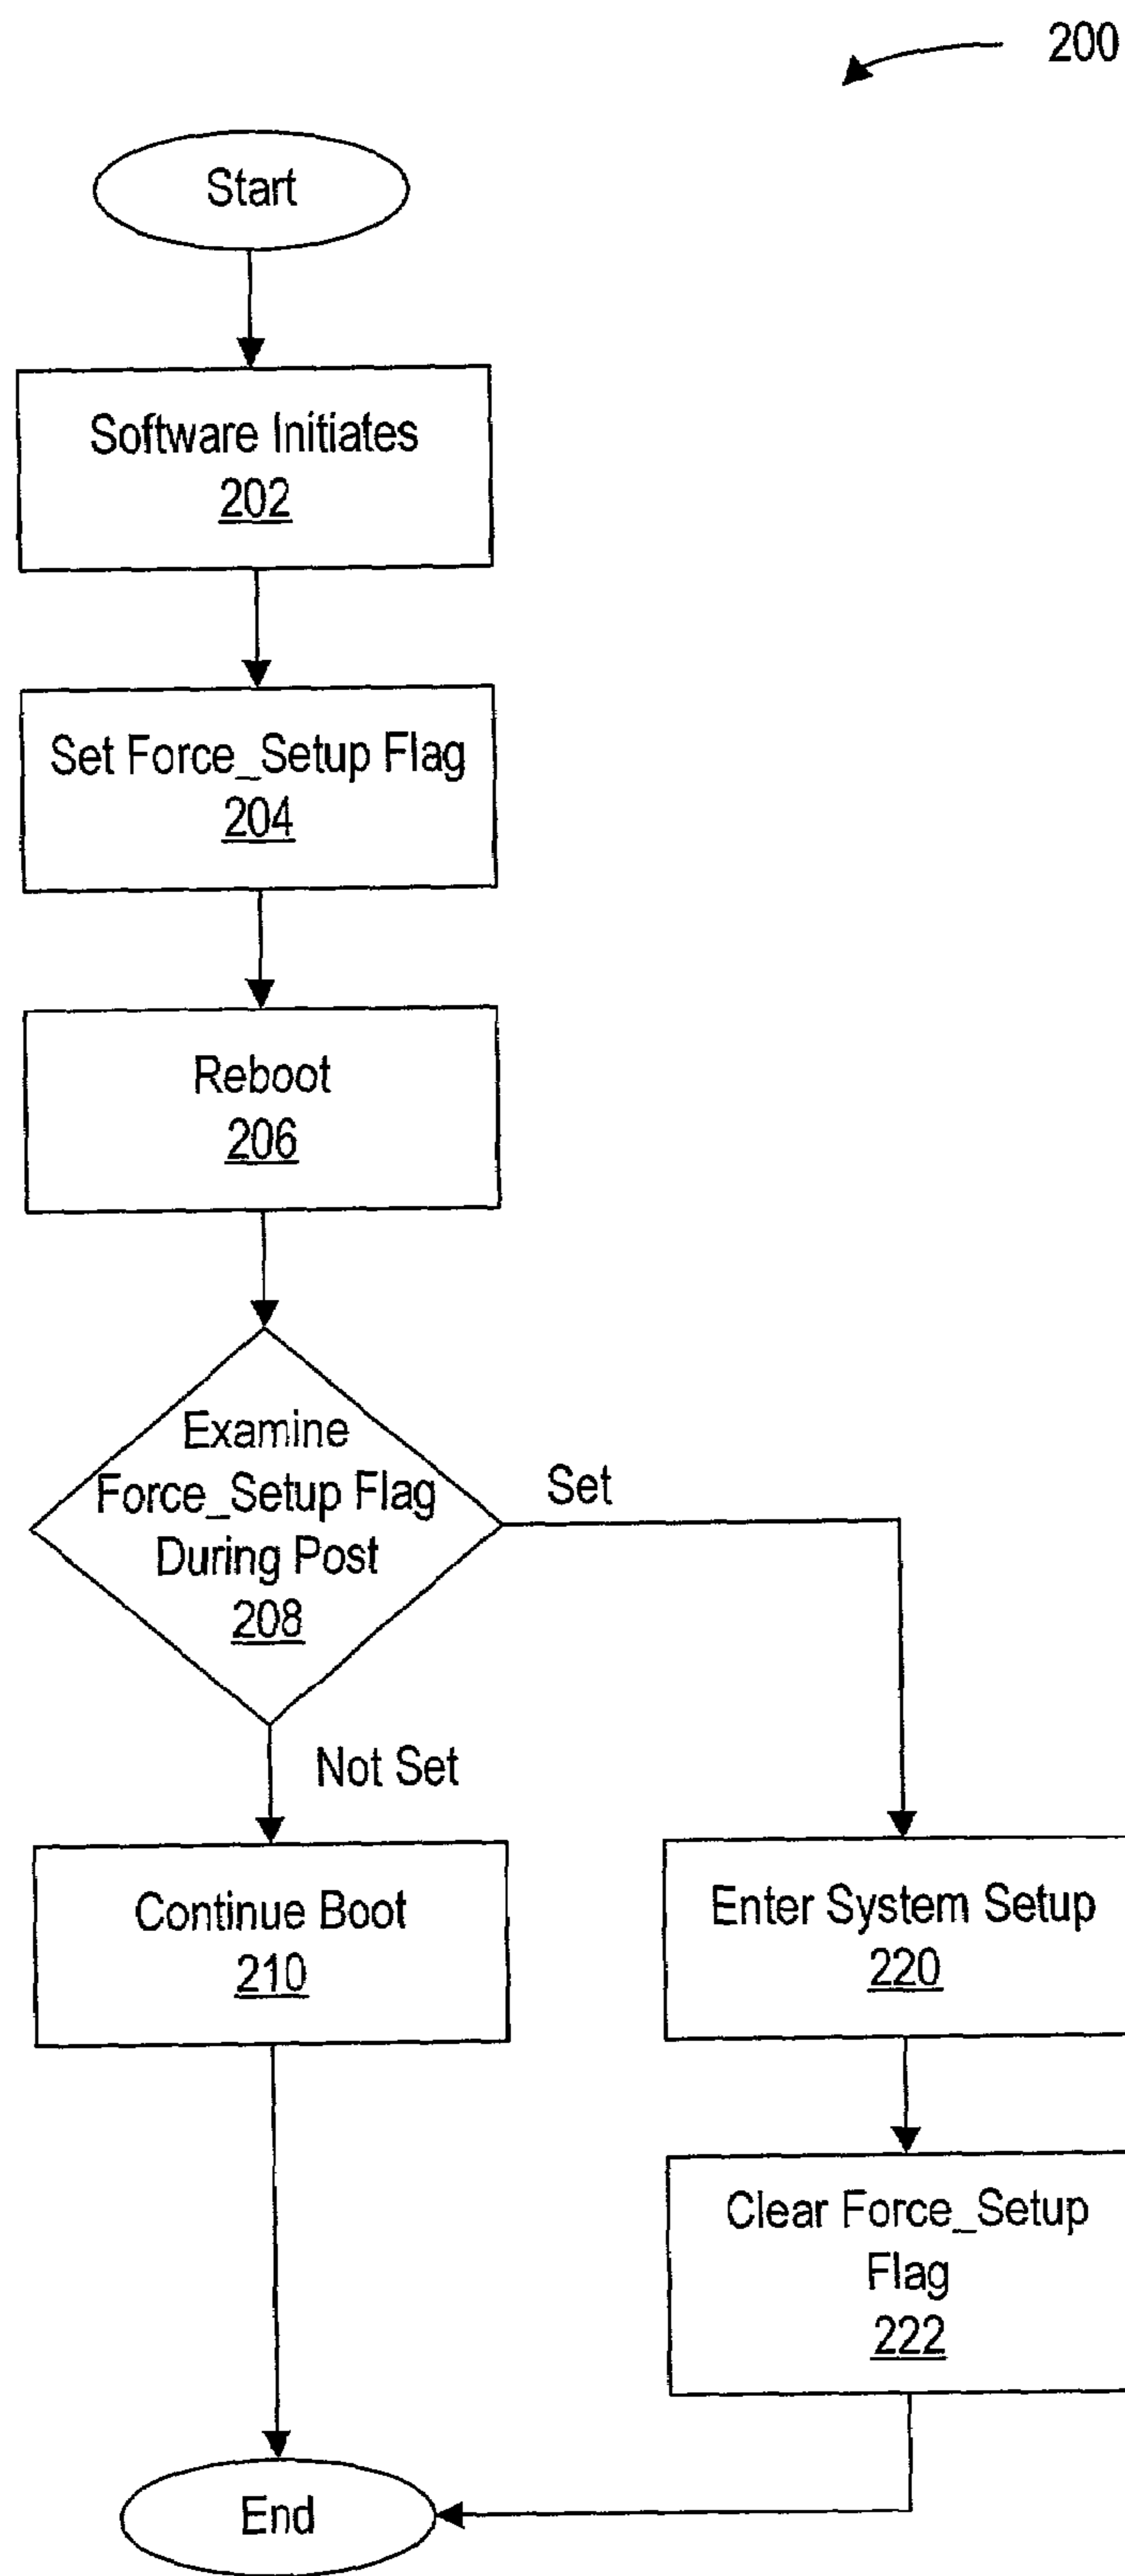 200
Start
Software Initiates
202
Set Force_Setup Flag
204
Reboot
206
Examine
Force_Setup Flag
During Post
208
Set
Not Set
Continue Boot
210
Enter System Setup
220
Clear Force_Setup
Flag
222
End